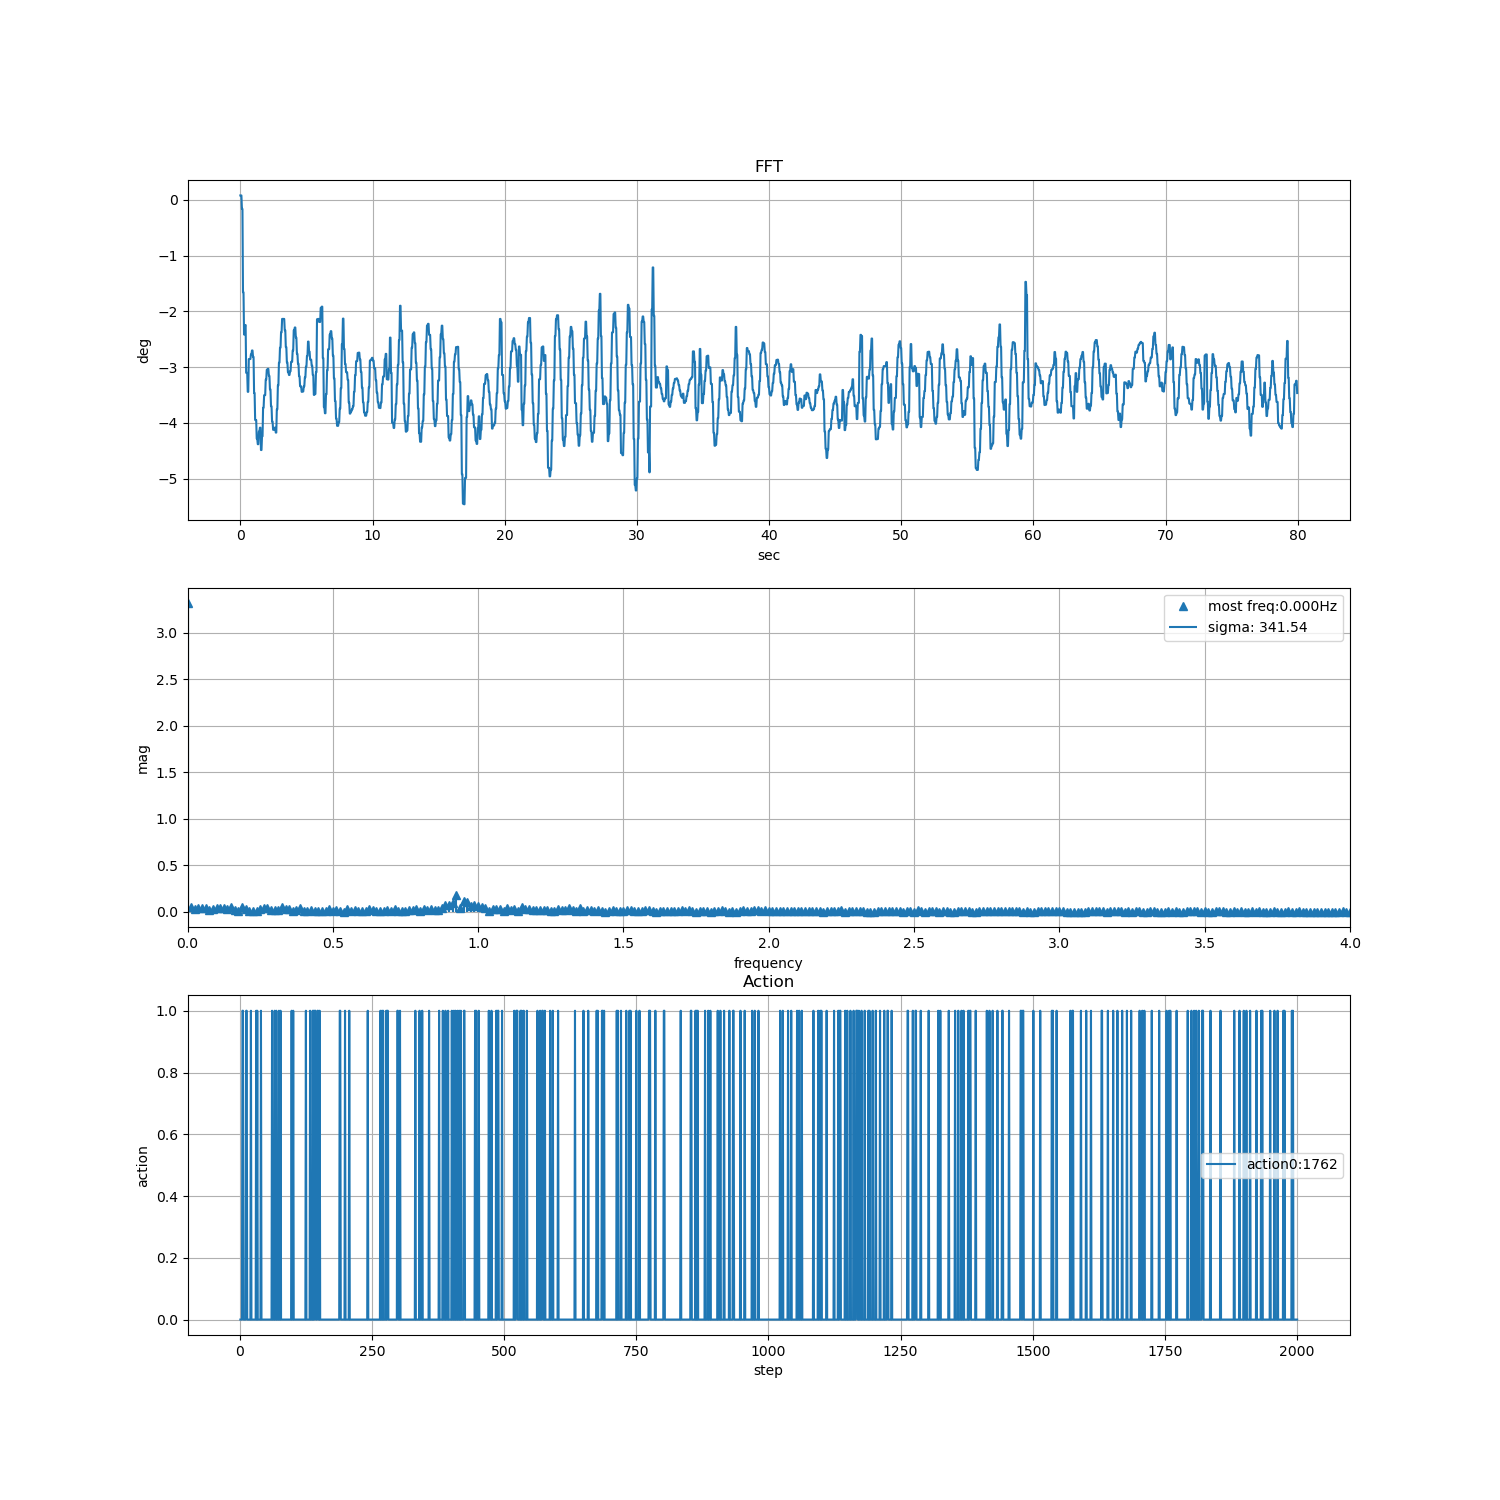 FFT
0
−1
−2
−3
−4
−5
deg
0 10 20 30 40 50 60 70 80
sec
most freq:0.000Hz
sigma: 341.54
3.0
2.5
2.0
1.5
1.0
0.5
0.0
mag
0.0 0.5 1.0 1.5 2.0 2.5 3.0 3.5 4.0
frequency
Action
1.0
0.8
0.6
0.4
0.2
0.0
action
action0:1762
0 250 500 750 1000 1250 1500 1750 2000
step